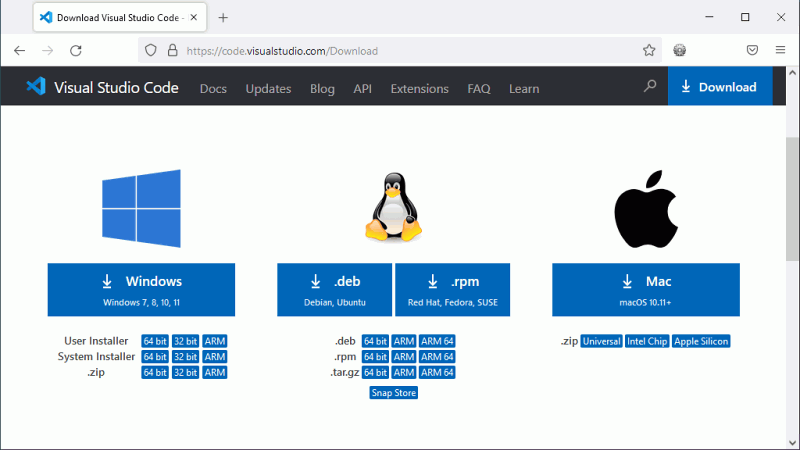 Download Visual Studio Code -
https://code.visualstudio.com/Download
Visual Studio Code Docs Updates Blog API Extensions FAQ Learn Download
Windows
Windows 7, 8, 10, 11
.deb
Debian, Ubuntu
.rpm
Red Hat, Fedora, SUSE
Mac
macOS 10.11+
User Installer 64 bit 32 bit ARM
System Installer 64 bit 32 bit ARM
.zip 64 bit 32 bit ARM
.deb 64 bit ARM ARM 64
.rpm 64 bit ARM ARM 64
.tar.gz 64 bit ARM ARM 64
Snap Store
.zip Universal Intel Chip Apple Silicon